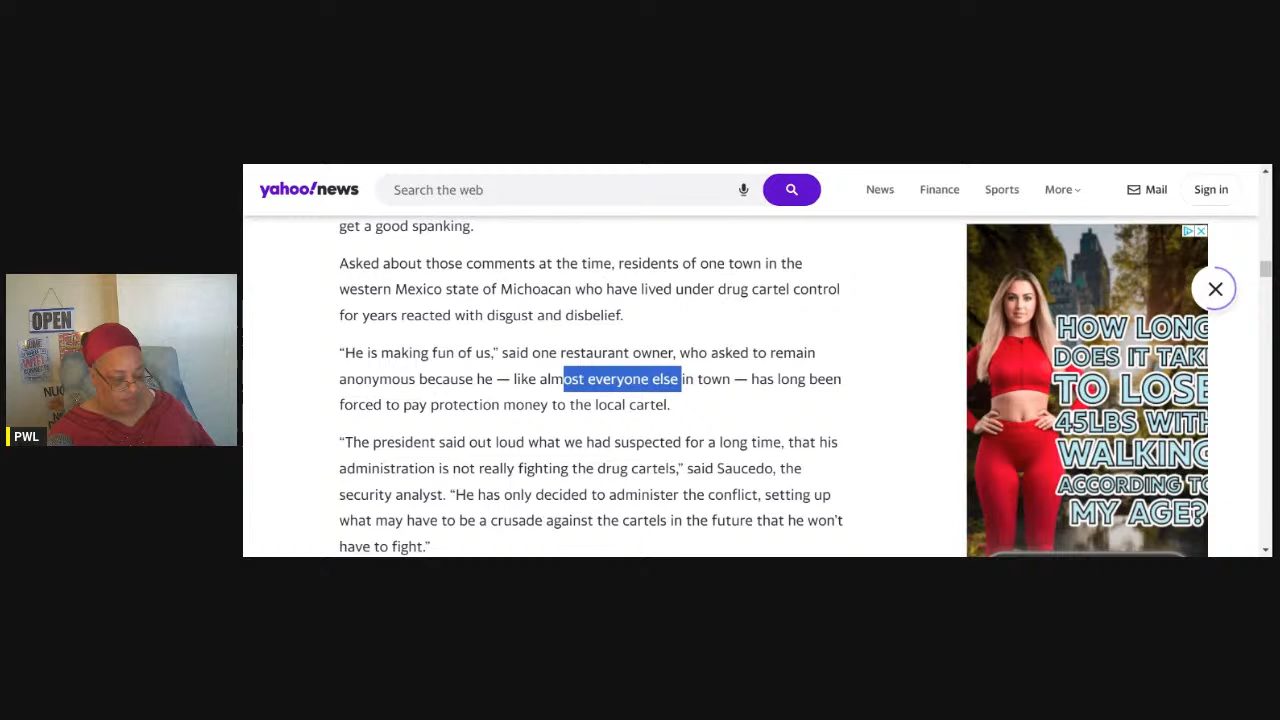 yahoo!news
Search the web
News
Finance
Sports
More
Mail
Sign in
get a good spanking.
Asked about those comments at the time, residents of one town in the
western Mexico state of Michoacan who have lived under drug cartel control
for years reacted with disgust and disbelief.
“He is making fun of us,” said one restaurant owner, who asked to remain
anonymous because he — like almost everyone else in town — has long been
forced to pay protection money to the local cartel.
“The president said out loud what we had suspected for a long time, that his
administration is not really fighting the drug cartels,” said Saucedo, the
security analyst. “He has only decided to administer the conflict, setting up
what may have to be a crusade against the cartels in the future that he won’t
have to fight.”
HOW LONG
DOES IT TAKE
TO LOSE
45LBS WITH
WALKING
ACCORDING TO
MY AGE?
OPEN
PWL